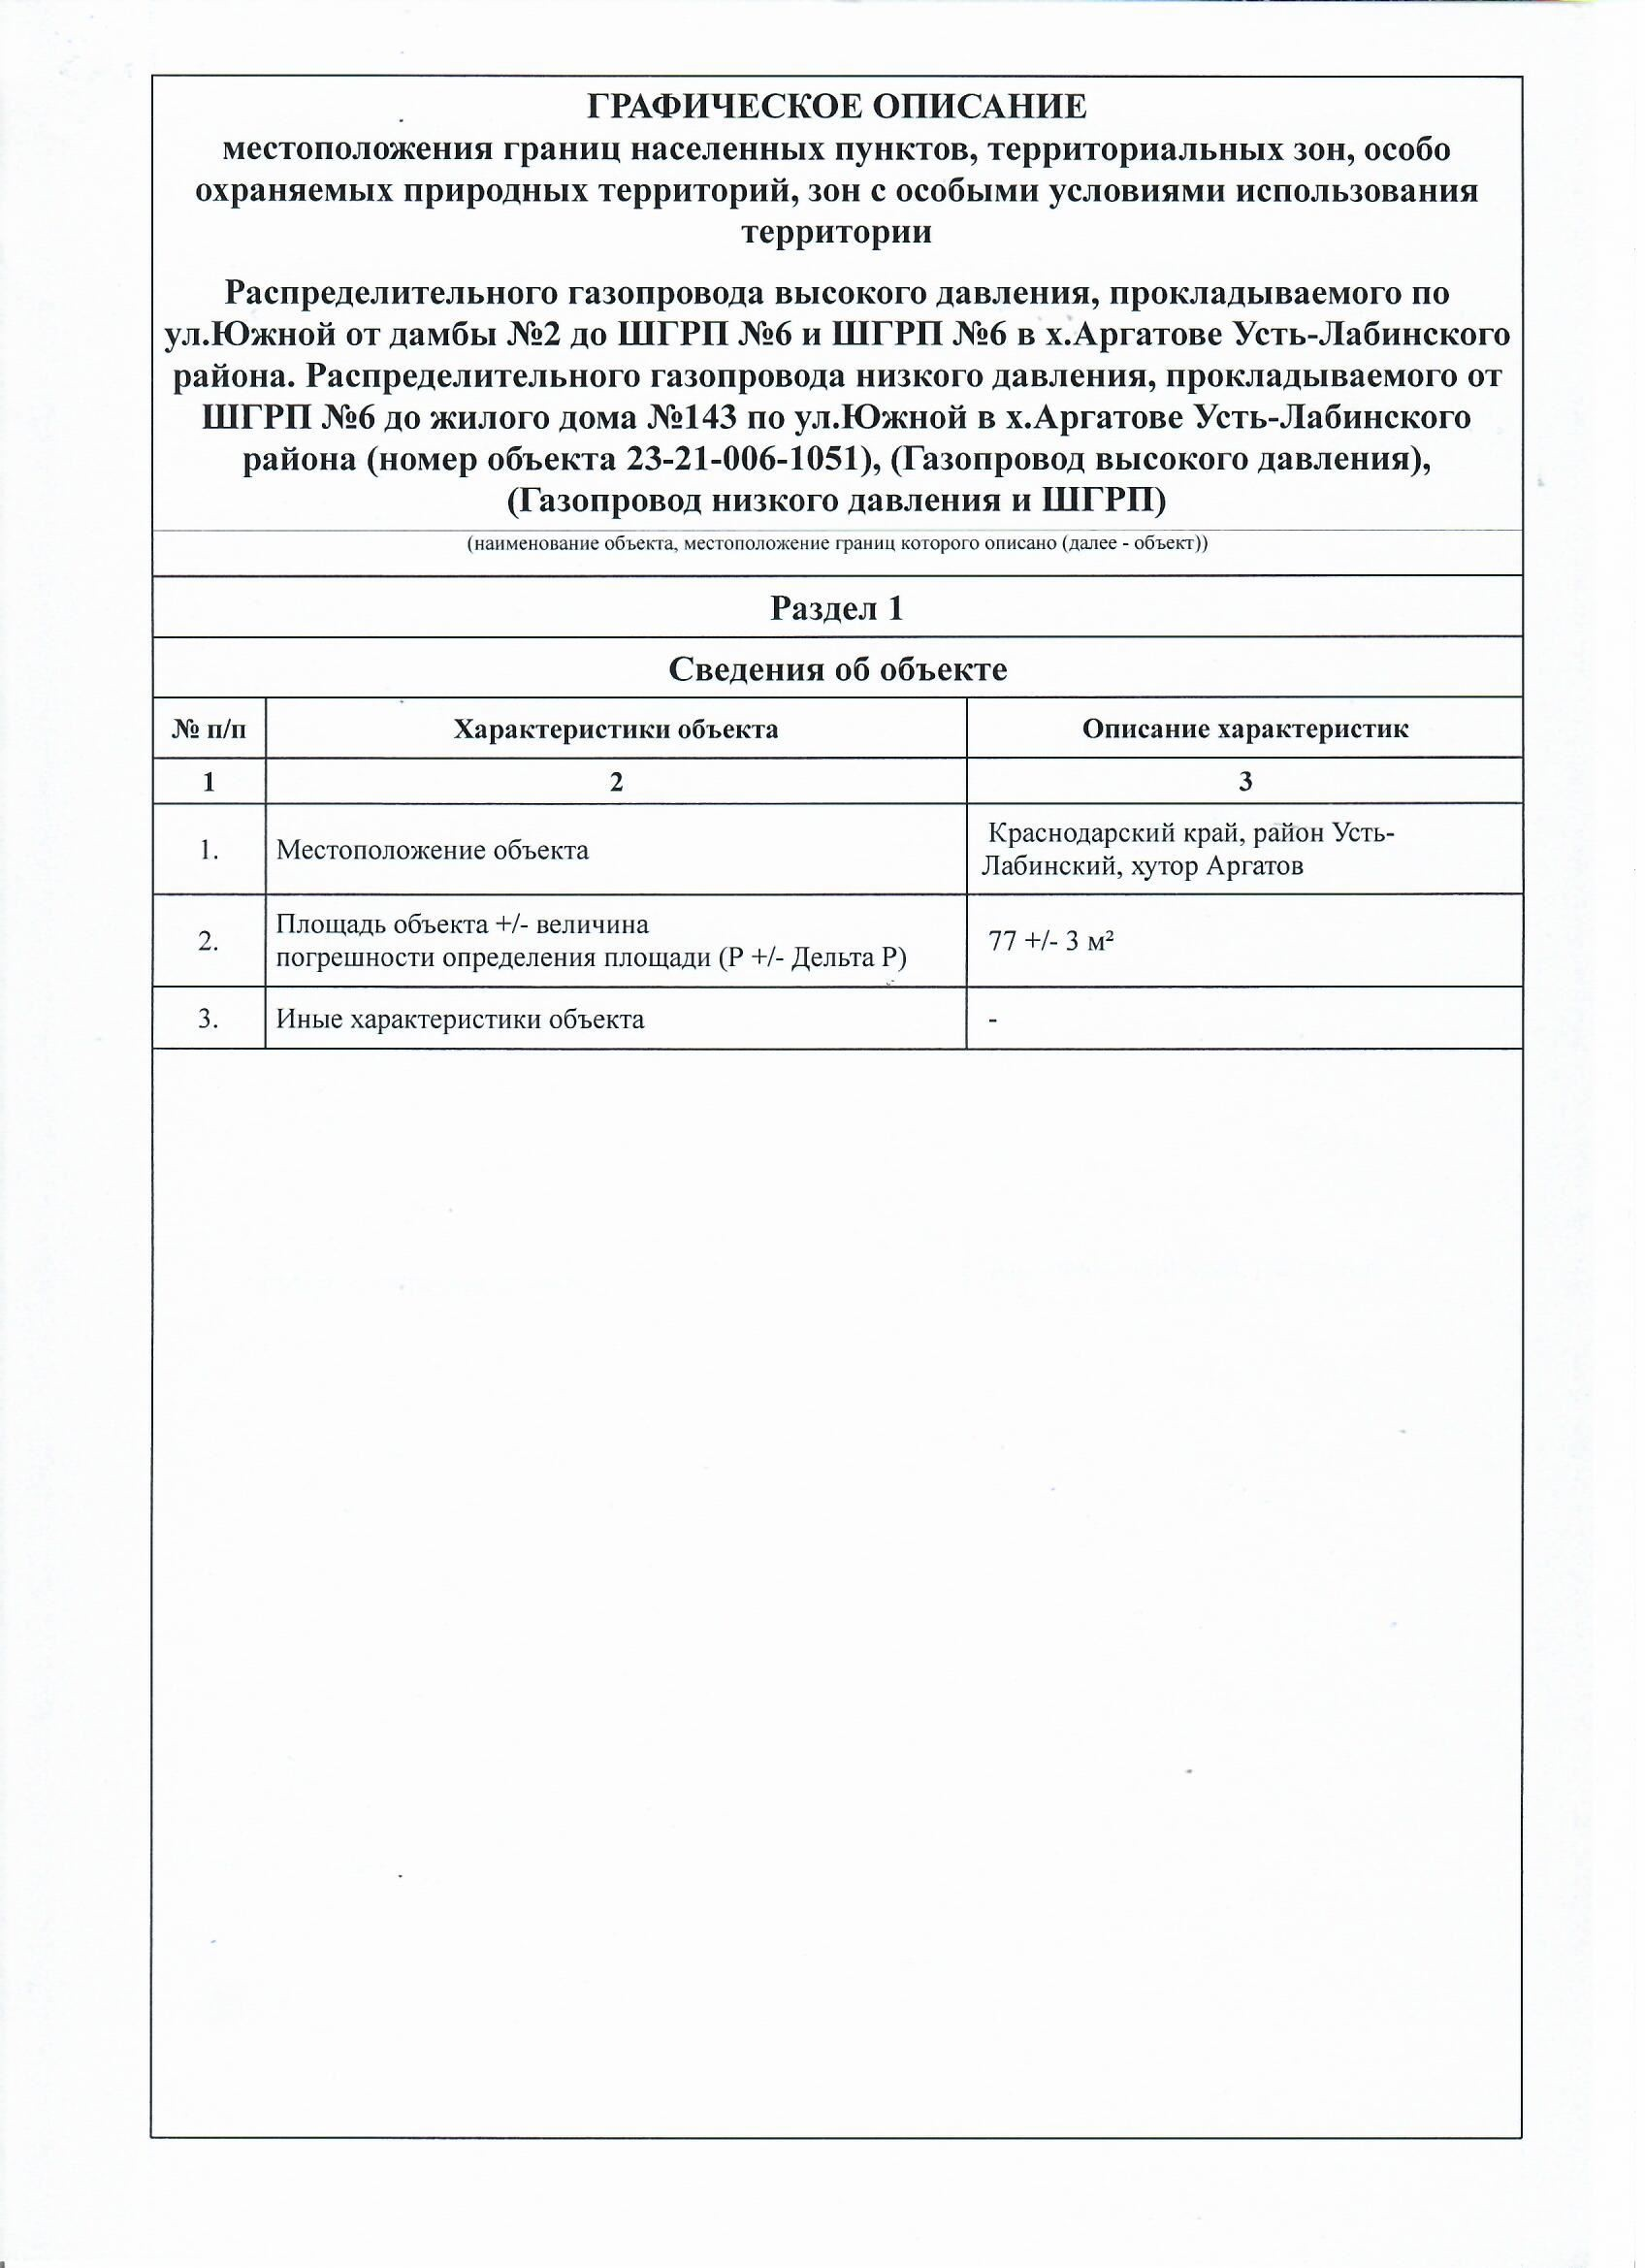 ГРАФИЧЕСКОЕ ОПИСАНИЕ
местоположения границ населенных пунктов, территориальных зон, особо
охраняемых природных территорий, зон с особыми условиями использования
территории
Распределительного газопровода высокого давления, прокладываемого по
ул.Южной от дамбы №2 до ШГРП №6 и ШГРП №6 в х.Аргатове Усть-Лабинского
района. Распределительного газопровода низкого давления, прокладываемого от
ШГРП №6 до жилого дома №143 по ул.Южной в х.Аргатове Усть-Лабинского
района (номер объекта 23-21-006-1051), (Газопровод высокого давления),
(Газопровод низкого давления и ШГРП)
(наименование объекта, местоположение границ которого описано (далее - объект))
Раздел 1
Сведения об объекте
№ п/п Характеристики объекта Описание характеристик
1 2 3
1. Местоположение объекта Краснодарский край, район Усть-
Лабинский, хутор Аргатов
2. Площадь объекта +/- величина
погрешности определения площади (Р +/- Дельта Р) 77 +/- 3 м²
3. Иные характеристики объекта -